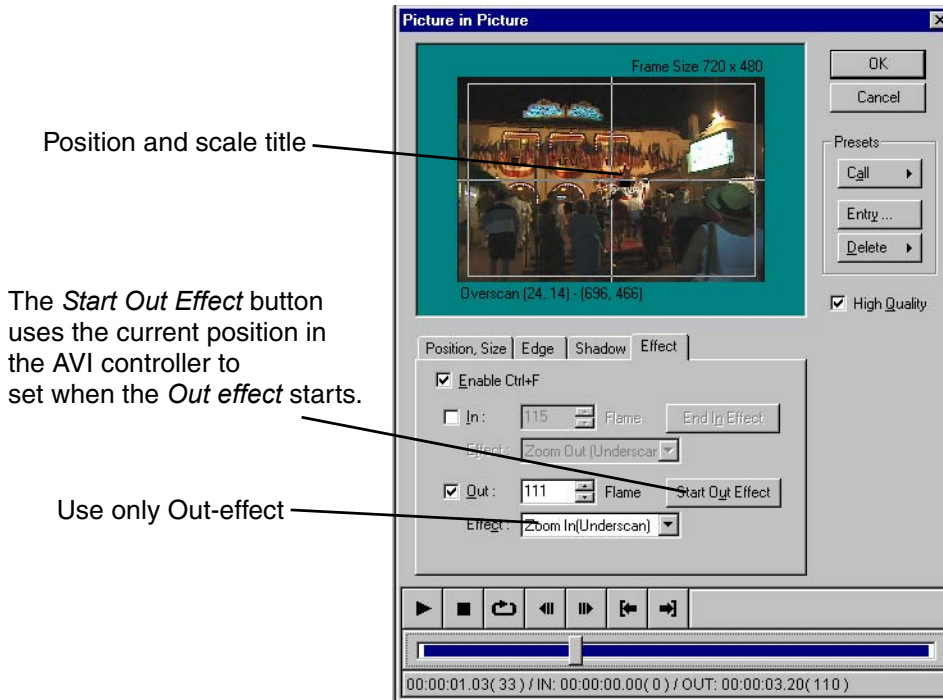 Picture in Picture
Frame Size 720 x 480
OK
Cancel
Position and scale title
Presets
Call
Entry ...
Delete
The Start Out Effect button
uses the current position in
the AVI controller to
set when the Out effect starts.
Overscan (24, 14) - (696, 466)
High Quality
Position, Size Edge Shadow Effect
Enable Ctrl+F
In : 115 Flame End In Effect
Effect : Zoom Out (Underscar
Out : 111 Flame Start Out Effect
Use only Out-effect
Effect : Zoom In(Underscan)
00:00:01.03( 33 ) / IN: 00:00:00.00( 0 ) / OUT: 00:00:03.20( 110 )